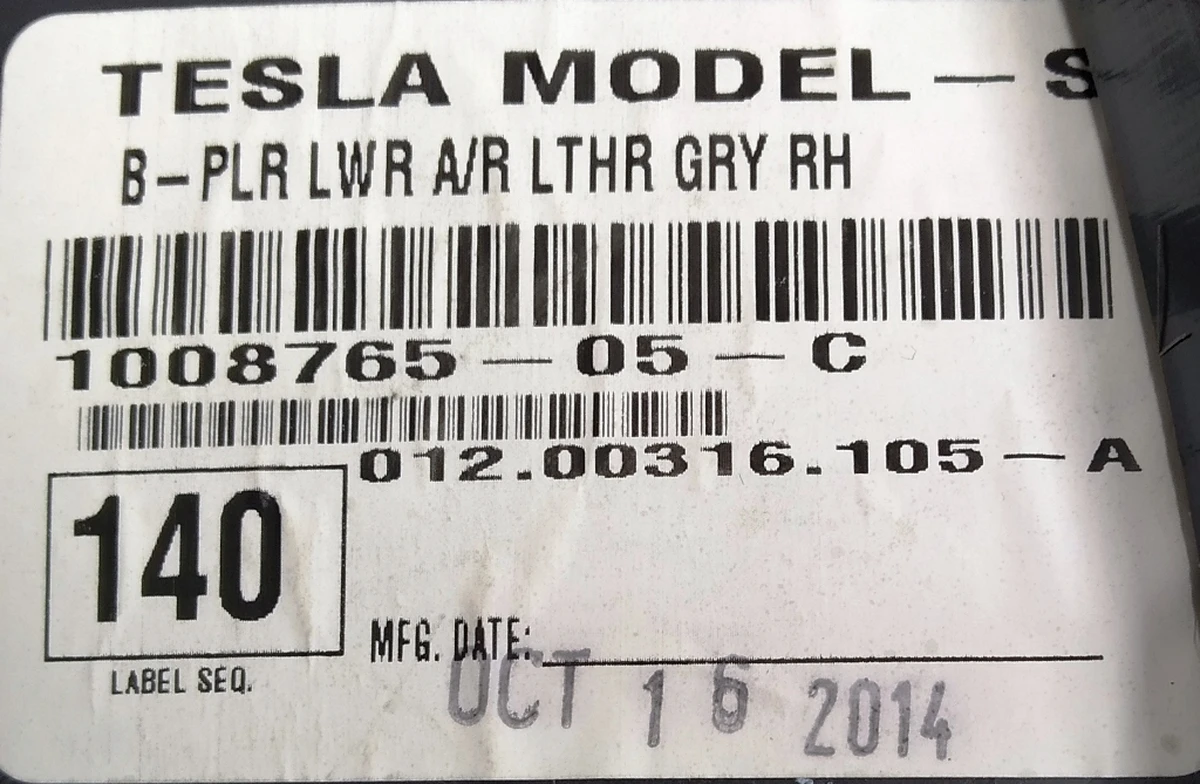 TESLA MODEL — S
B – PLR LWR A/R LTHR GRY RH
1008765 — 05 — C
012.00316.105 — A
140
LABEL SEQ.
MFG. DATE:
OCT 16 2014